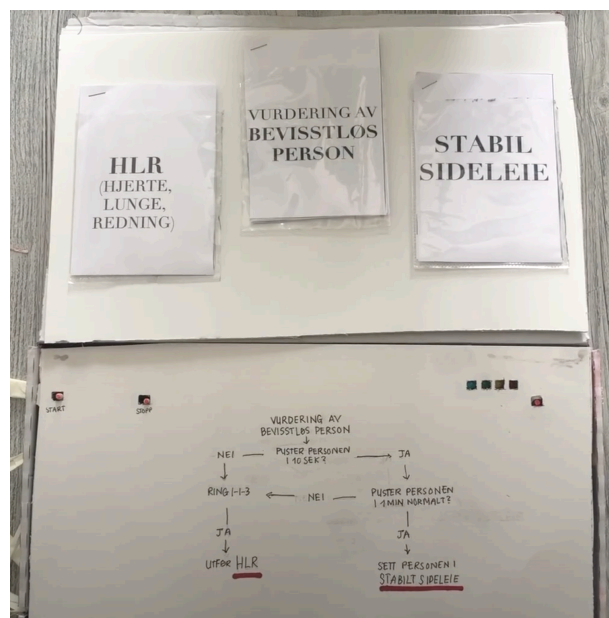 VURDERING AV
BEVISSTLØS
PERSON
HLR
(HJERTE,
LUNGE,
REDNING)
STABIL
SIDELEIE
START
STOPP
VURDERING AV
BEVISSTLØS PERSON
NEI
PUSTER PERSONEN
I 10 SEK?
JA
RING 1-1-3
NEI
PUSTER PERSONEN
I 1 MIN NORMALT?
JA
JA
UTFØR HLR
SETT PERSONEN I
STABILT SIDELEIE